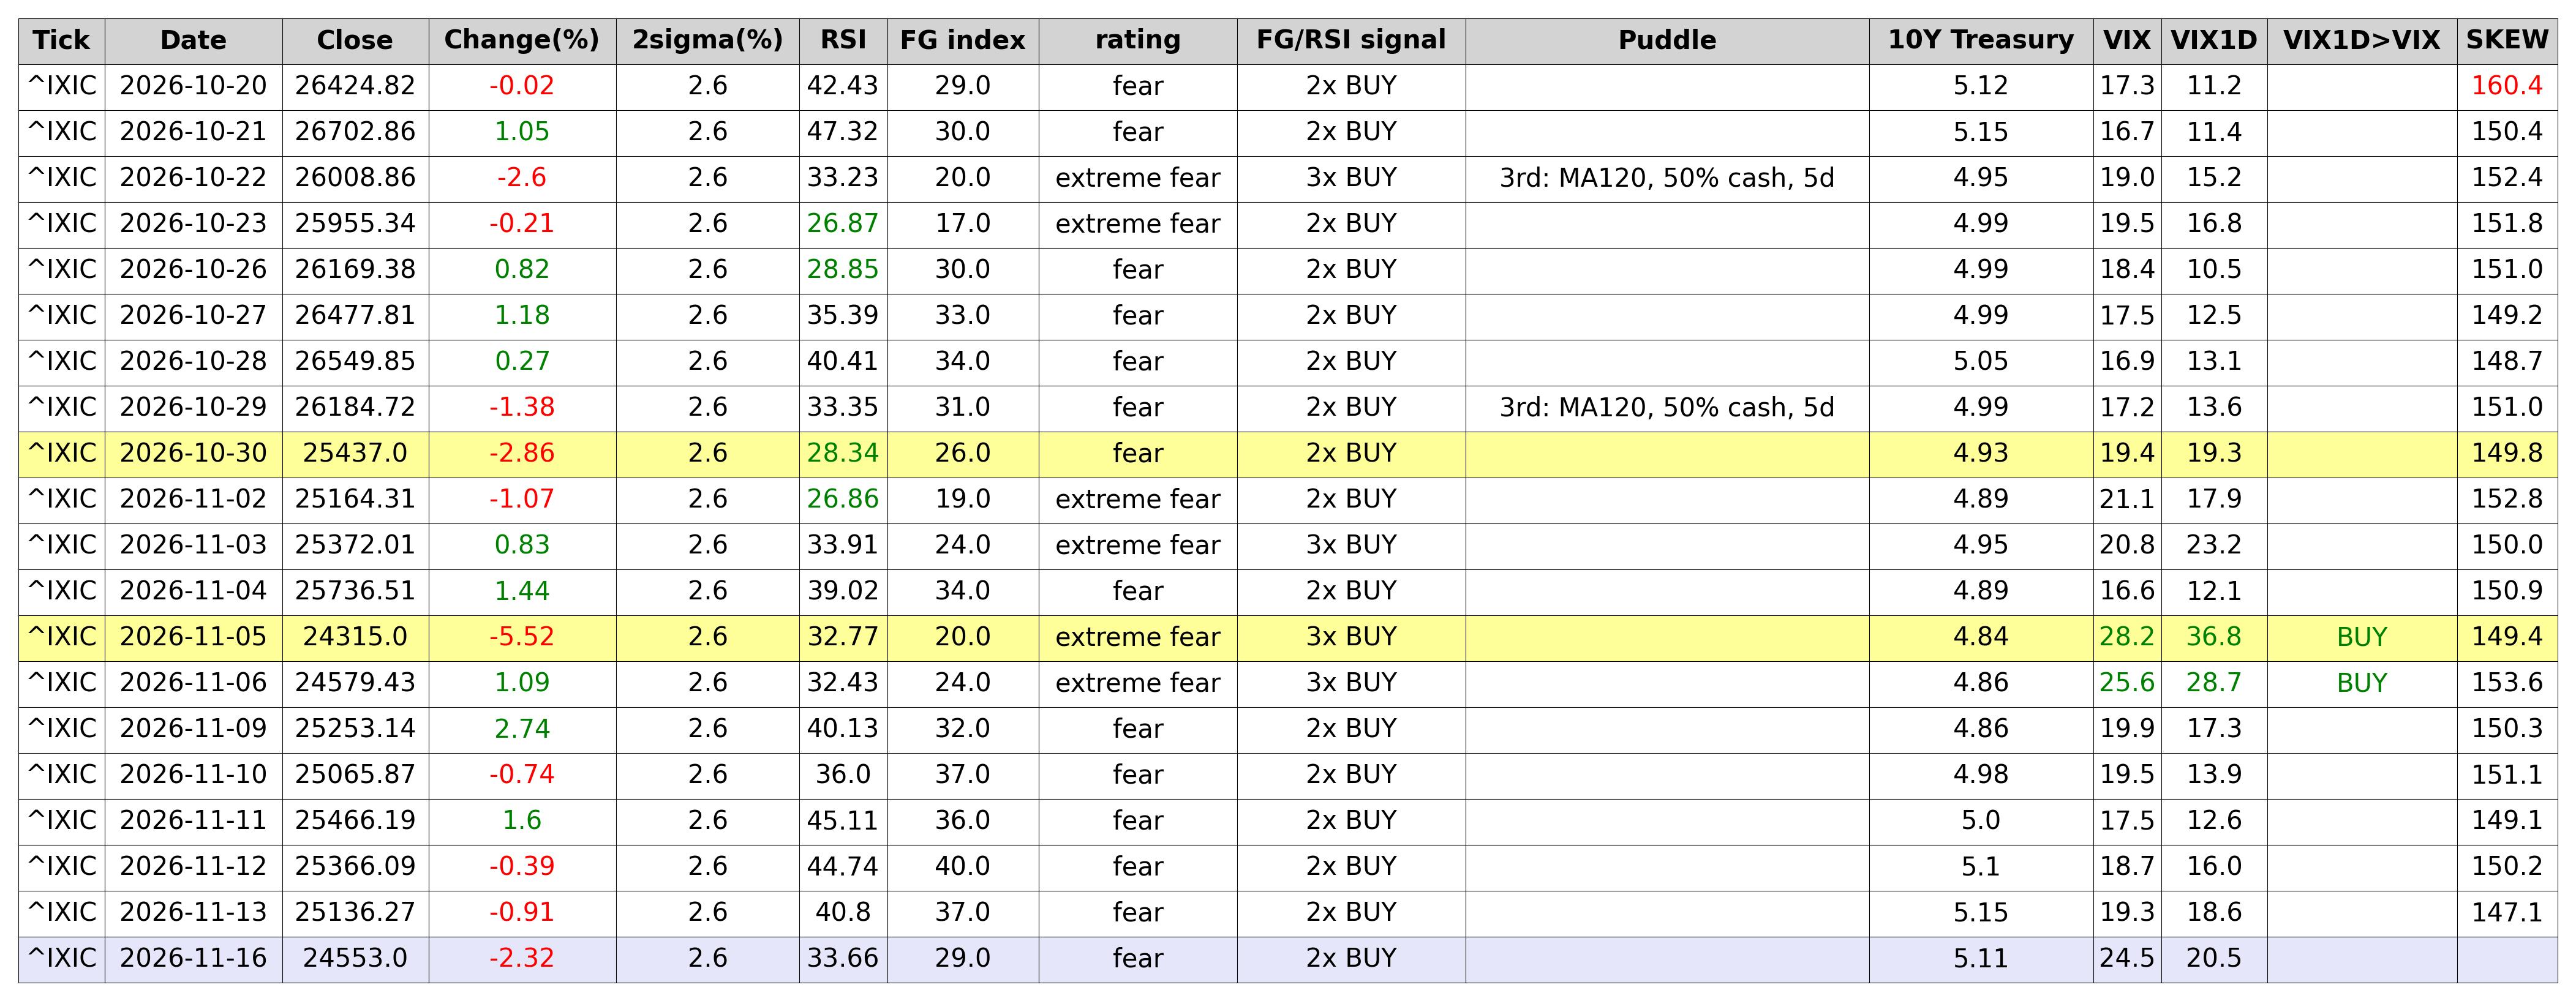 Tick Date Close Change(%) 2sigma(%) RSI FG index rating FG/RSI signal Puddle 10Y Treasury VIX VIX1D VIX1D>VIX SKEW
^IXIC 2026-10-20 26424.82 -0.02 2.6 42.43 29.0 fear 2x BUY 5.12 17.3 11.2 160.4
^IXIC 2026-10-21 26702.86 1.05 2.6 47.32 30.0 fear 2x BUY 5.15 16.7 11.4 150.4
^IXIC 2026-10-22 26008.86 -2.6 2.6 33.23 20.0 extreme fear 3x BUY 3rd: MA120, 50% cash, 5d 4.95 19.0 15.2 152.4
^IXIC 2026-10-23 25955.34 -0.21 2.6 26.87 17.0 extreme fear 2x BUY 4.99 19.5 16.8 151.8
^IXIC 2026-10-26 26169.38 0.82 2.6 28.85 30.0 fear 2x BUY 4.99 18.4 10.5 151.0
^IXIC 2026-10-27 26477.81 1.18 2.6 35.39 33.0 fear 2x BUY 4.99 17.5 12.5 149.2
^IXIC 2026-10-28 26549.85 0.27 2.6 40.41 34.0 fear 2x BUY 5.05 16.9 13.1 148.7
^IXIC 2026-10-29 26184.72 -1.38 2.6 33.35 31.0 fear 2x BUY 3rd: MA120, 50% cash, 5d 4.99 17.2 13.6 151.0
^IXIC 2026-10-30 25437.0 -2.86 2.6 28.34 26.0 fear 2x BUY 4.93 19.4 19.3 149.8
^IXIC 2026-11-02 25164.31 -1.07 2.6 26.86 19.0 extreme fear 2x BUY 4.89 21.1 17.9 152.8
^IXIC 2026-11-03 25372.01 0.83 2.6 33.91 24.0 extreme fear 3x BUY 4.95 20.8 23.2 150.0
^IXIC 2026-11-04 25736.51 1.44 2.6 39.02 34.0 fear 2x BUY 4.89 16.6 12.1 150.9
^IXIC 2026-11-05 24315.0 -5.52 2.6 32.77 20.0 extreme fear 3x BUY 4.84 28.2 36.8 BUY 149.4
^IXIC 2026-11-06 24579.43 1.09 2.6 32.43 24.0 extreme fear 3x BUY 4.86 25.6 28.7 BUY 153.6
^IXIC 2026-11-09 25253.14 2.74 2.6 40.13 32.0 fear 2x BUY 4.86 19.9 17.3 150.3
^IXIC 2026-11-10 25065.87 -0.74 2.6 36.0 37.0 fear 2x BUY 4.98 19.5 13.9 151.1
^IXIC 2026-11-11 25466.19 1.6 2.6 45.11 36.0 fear 2x BUY 5.0 17.5 12.6 149.1
^IXIC 2026-11-12 25366.09 -0.39 2.6 44.74 40.0 fear 2x BUY 5.1 18.7 16.0 150.2
^IXIC 2026-11-13 25136.27 -0.91 2.6 40.8 37.0 fear 2x BUY 5.15 19.3 18.6 147.1
^IXIC 2026-11-16 24553.0 -2.32 2.6 33.66 29.0 fear 2x BUY 5.11 24.5 20.5